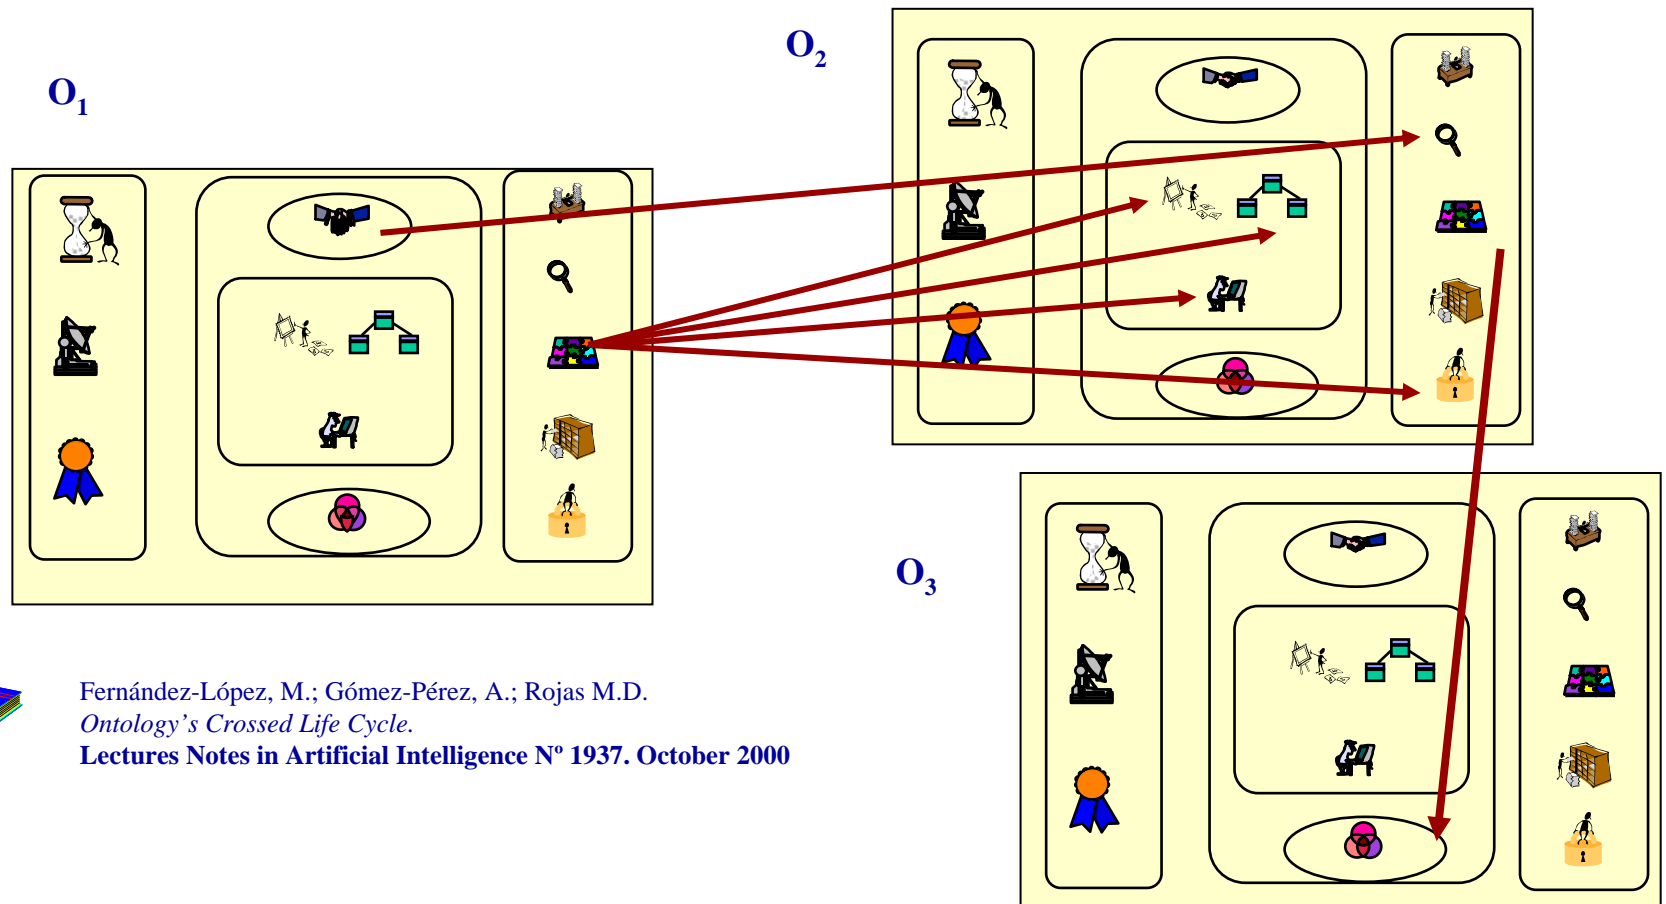 O₂
O₁
O₃
Fernández-López, M.; Gómez-Pérez, A.; Rojas M.D.
Ontology’s Crossed Life Cycle.
Lectures Notes in Artificial Intelligence Nº 1937. October 2000